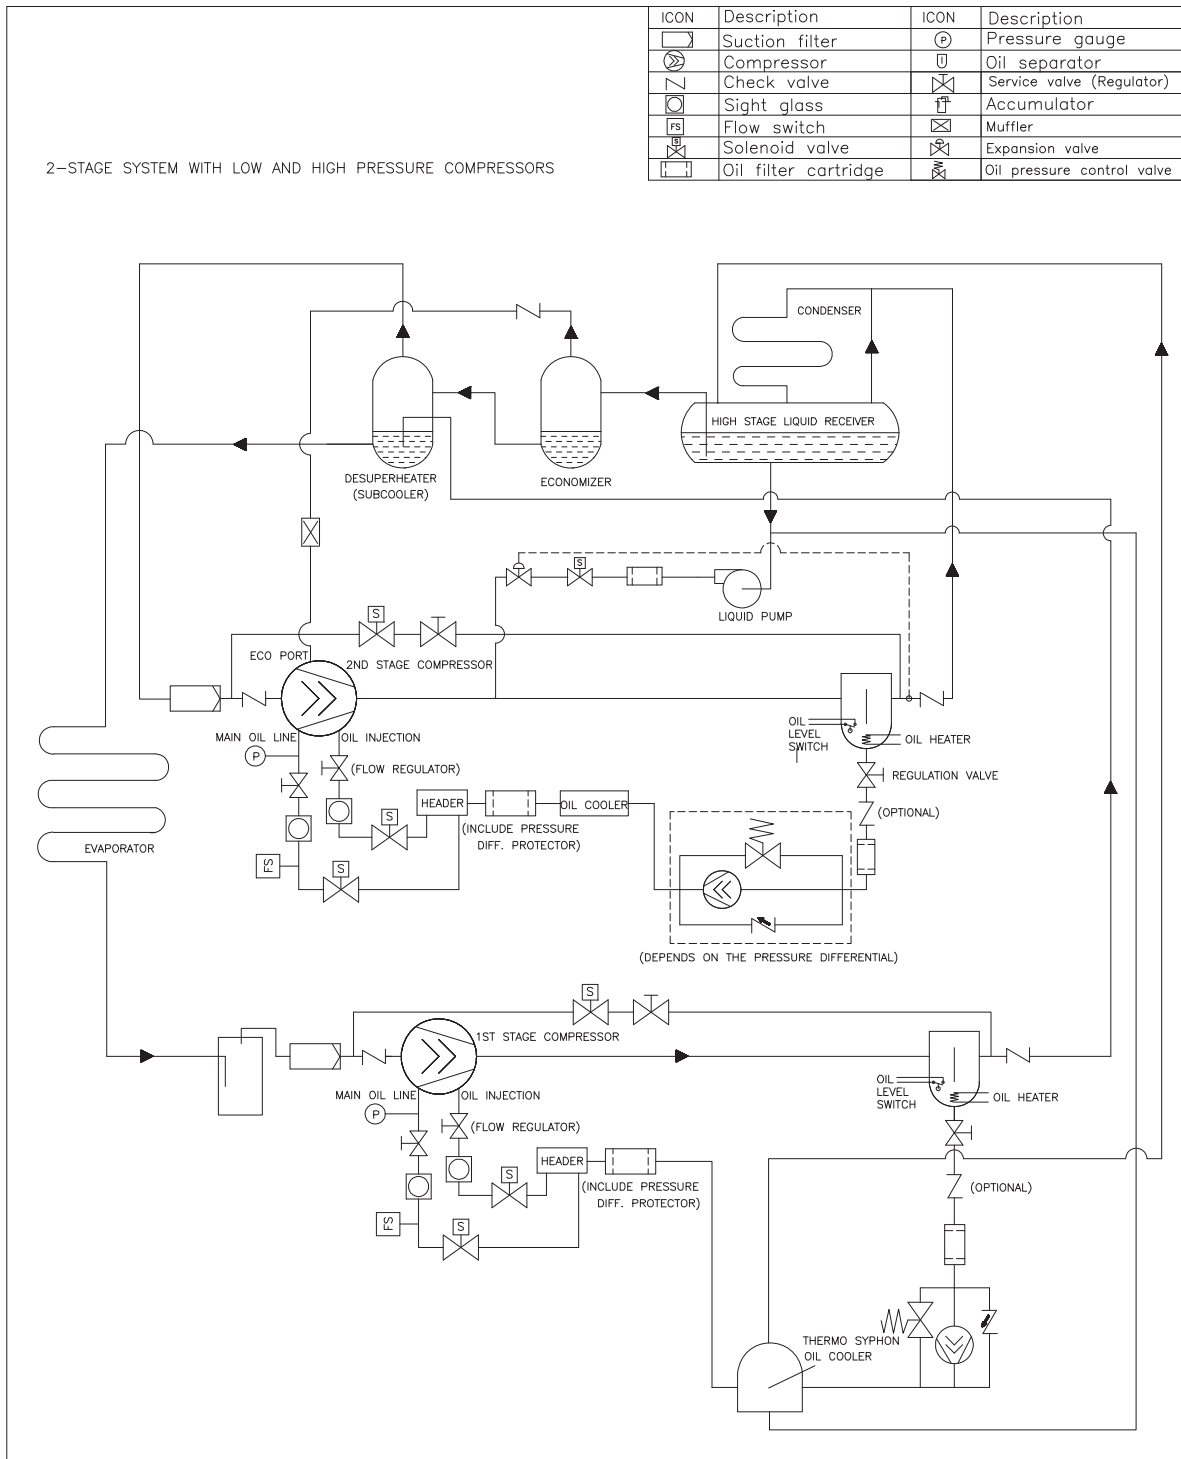 ICON Description ICON Description
Suction filter P Pressure gauge
Compressor Oil separator
Check valve Service valve (Regulator)
Sight glass Accumulator
FS Flow switch Muffler
S Solenoid valve Expansion valve
Oil filter cartridge Oil pressure control valve
2-STAGE SYSTEM WITH LOW AND HIGH PRESSURE COMPRESSORS
CONDENSER
HIGH STAGE LIQUID RECEIVER
DESUPERHEATER
(SUBCOOLER)
ECONOMIZER
S
LIQUID PUMP
S
ECO PORT
2ND STAGE COMPRESSOR
MAIN OIL LINE
OIL INJECTION
P
(FLOW REGULATOR)
OIL
LEVEL
SWITCH
OIL HEATER
REGULATION VALVE
S
HEADER
OIL COOLER
(OPTIONAL)
(INCLUDE PRESSURE
DIFF. PROTECTOR)
FS
S
EVAPORATOR
(DEPENDS ON THE PRESSURE DIFFERENTIAL)
S
1ST STAGE COMPRESSOR
MAIN OIL LINE
OIL INJECTION
P
(FLOW REGULATOR)
OIL
LEVEL
SWITCH
OIL HEATER
S
HEADER
(INCLUDE PRESSURE
DIFF. PROTECTOR)
(OPTIONAL)
FS
S
THERMO SYPHON
OIL COOLER